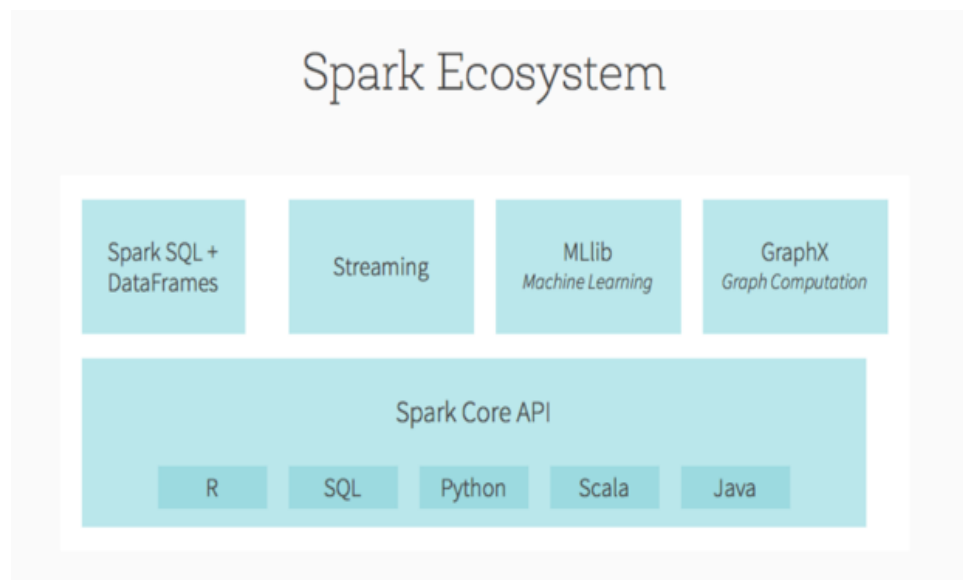 Spark Ecosystem
Spark SQL +
DataFrames
Streaming
MLlib
Machine Learning
GraphX
Graph Computation
Spark Core API
R
SQL
Python
Scala
Java